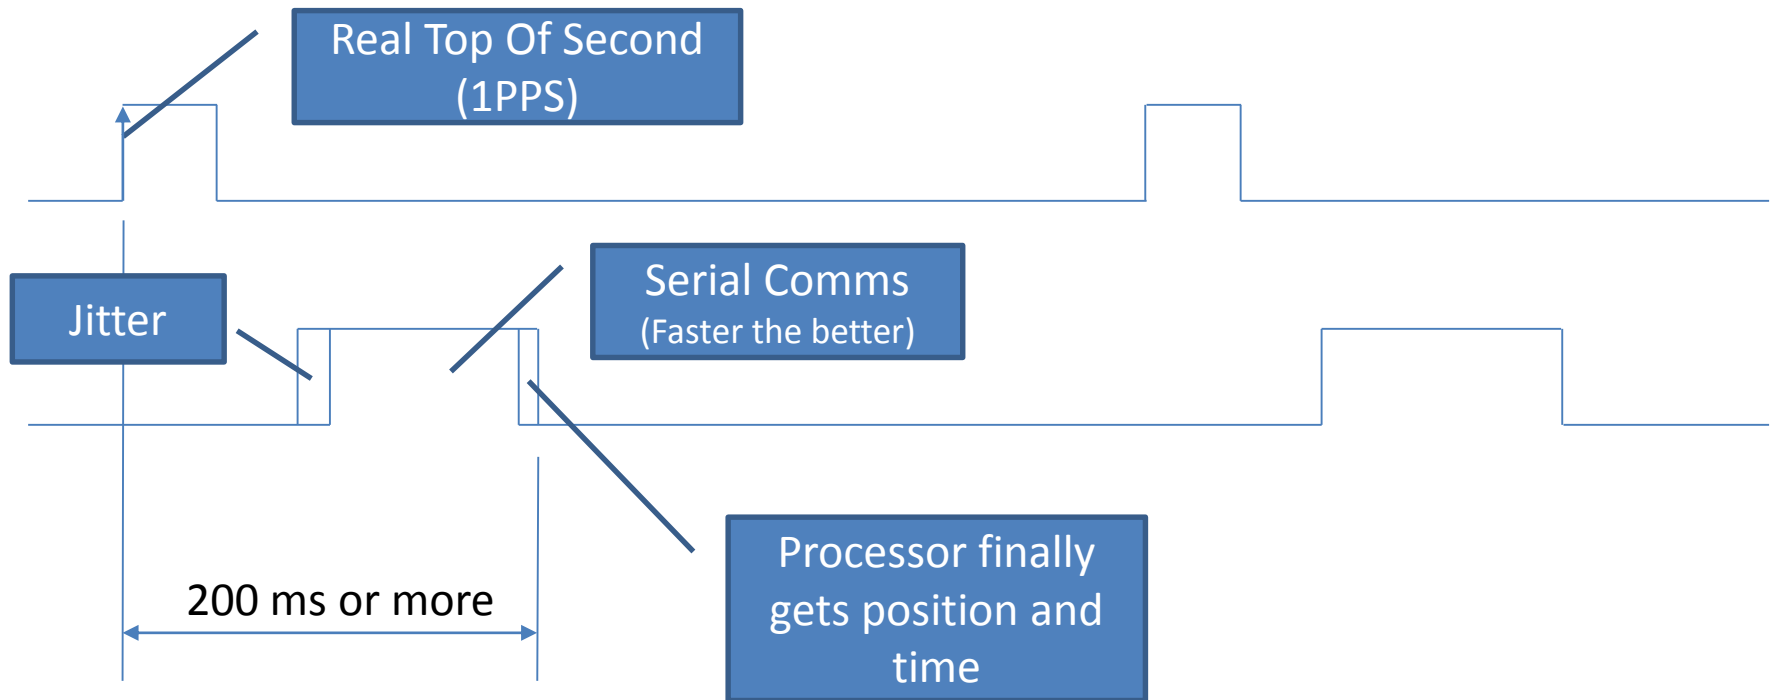 Real Top Of Second
(1PPS)
Jitter
Serial Comms
(Faster the better)
200 ms or more
Processor finally
gets position and
time